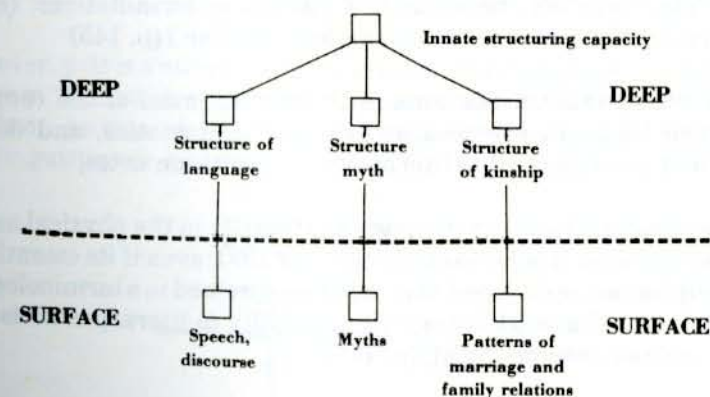 (p. 145)
Innate structuring capacity
DEEP
DEEP
Structure of
language
Structure
myth
Structure
of kinship
SURFACE
SURFACE
Speech,
discourse
Myths
Patterns of
marriage and
family relations